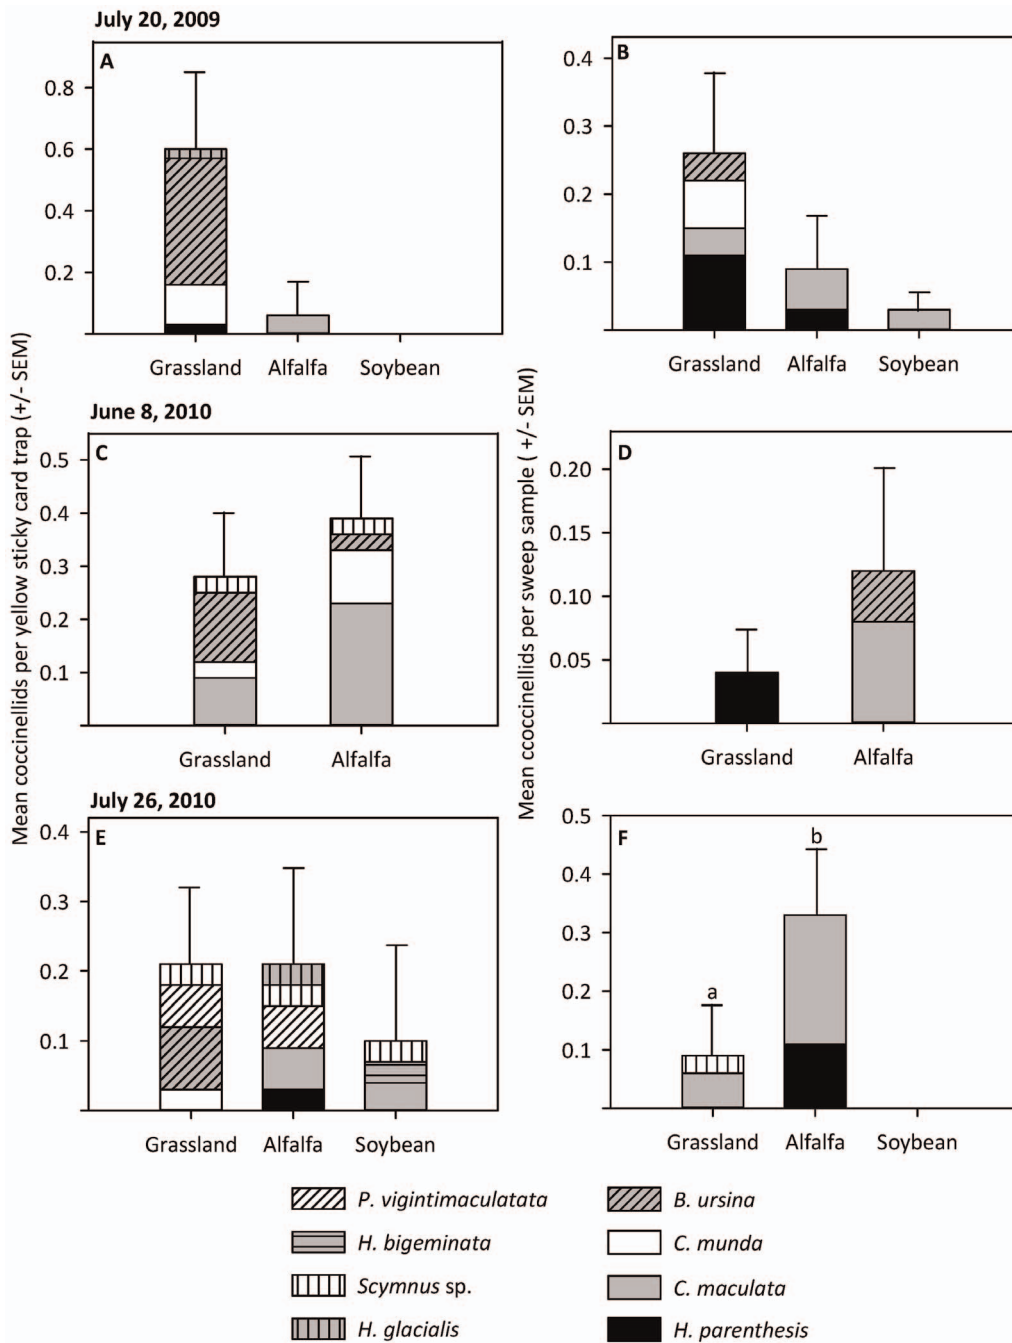 July 20, 2009
A
0.8
0.6
0.4
0.2
Grassland Alfalfa Soybean
B
0.4
0.3
0.2
0.1
Grassland Alfalfa Soybean
June 8, 2010
C
0.5
0.4
0.3
0.2
0.1
Grassland Alfalfa
D
0.20
0.15
0.10
0.05
Grassland Alfalfa
July 26, 2010
E
0.4
0.3
0.2
0.1
Grassland Alfalfa Soybean
F
0.5
0.4
0.3
0.2
0.1
a
b
Grassland Alfalfa Soybean
Mean coccinellids per yellow sticky card trap (+/- SEM)
Mean ccoccinellids per sweep sample ( +/- SEM)
P. vigintimaculatata
H. bigeminata
Scymnus sp.
H. glacialis
B. ursina
C. munda
C. maculata
H. parenthesis